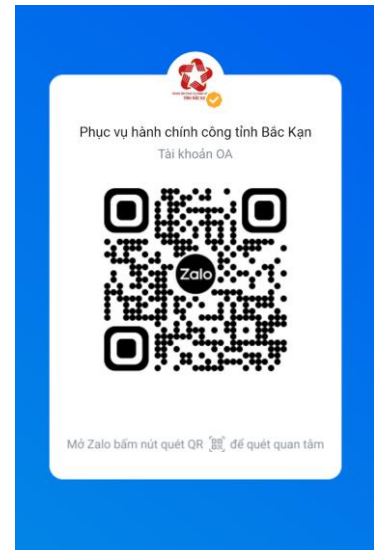 Phục vụ hành chính công tỉnh Bắc Kạn
Tài khoản OA
Zalo
Mở Zalo bấm nút quét QR để quét quan tâm